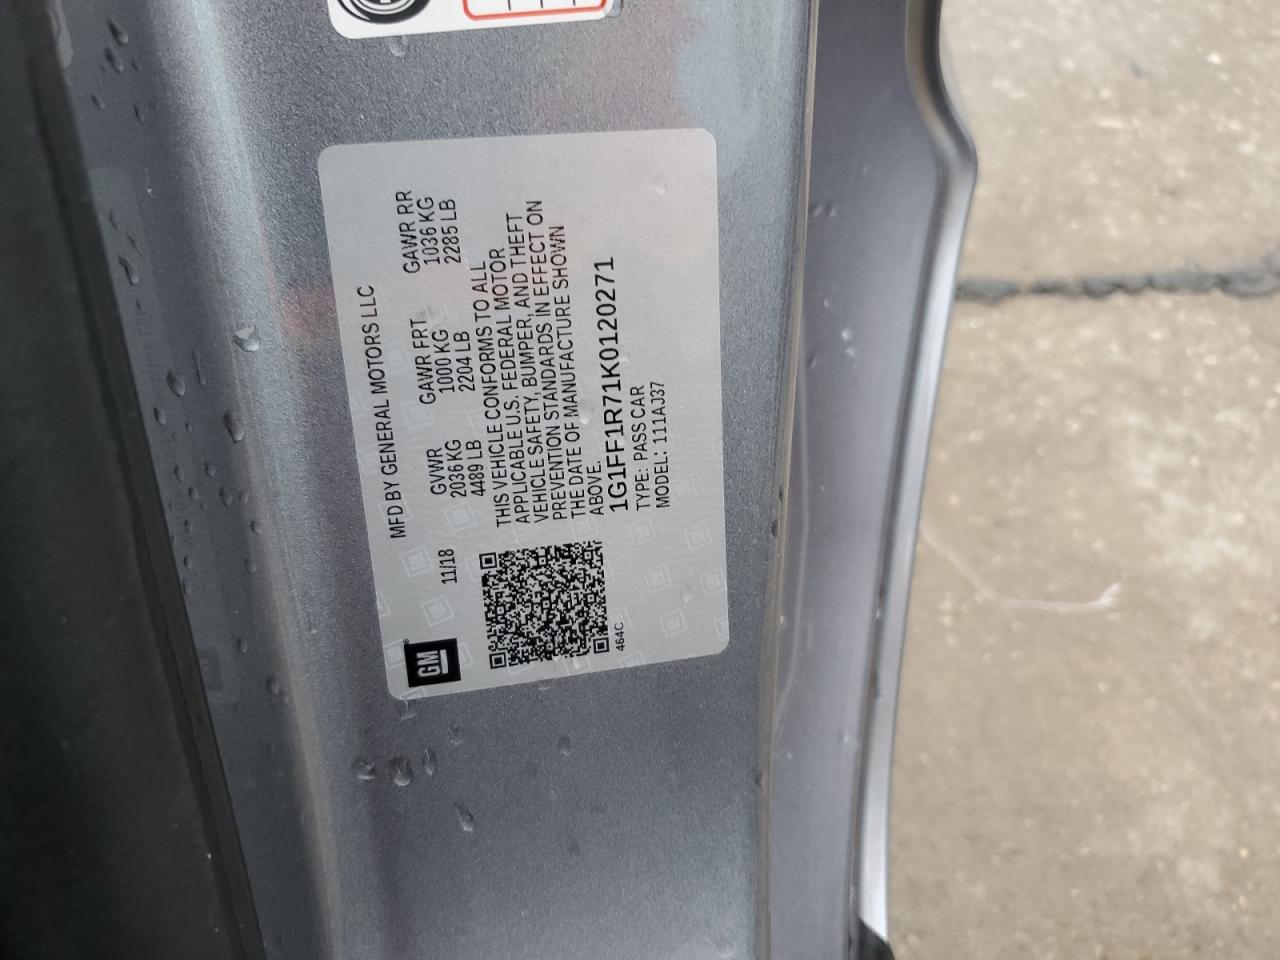 GM
MFD BY GENERAL MOTORS LLC
11/18
GVWR GAWR FRT GAWR RR
2036 KG 1000 KG 1036 KG
4489 LB 2204 LB 2285 LB
THIS VEHICLE CONFORMS TO ALL
APPLICABLE U.S. FEDERAL MOTOR
VEHICLE SAFETY, BUMPER, AND THEFT
PREVENTION STANDARDS IN EFFECT ON
THE DATE OF MANUFACTURE SHOWN
ABOVE.
1G1FF1R71K0120271
TYPE: PASS CAR
MODEL: 111AJ37
464C